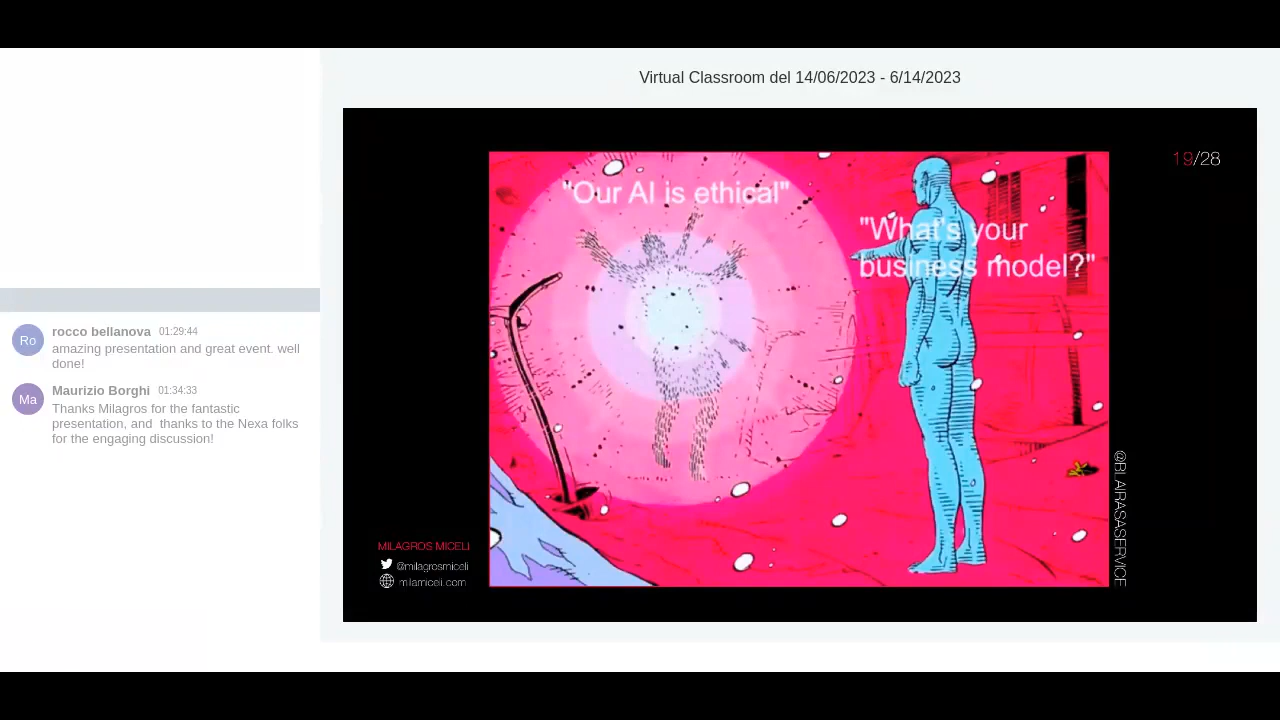 Virtual Classroom del 14/06/2023 - 6/14/2023
Ro
rocco bellanova 01:29:44
amazing presentation and great event. well
done!
Ma
Maurizio Borghi 01:34:33
Thanks Milagros for the fantastic
presentation, and thanks to the Nexa folks
for the engaging discussion!
19/28
"Our AI is ethical"
"What's your
business model?"
@BLAIRASASERVICE
MILAGROS MICELI
@milagrosmiceli
milamiceli.com